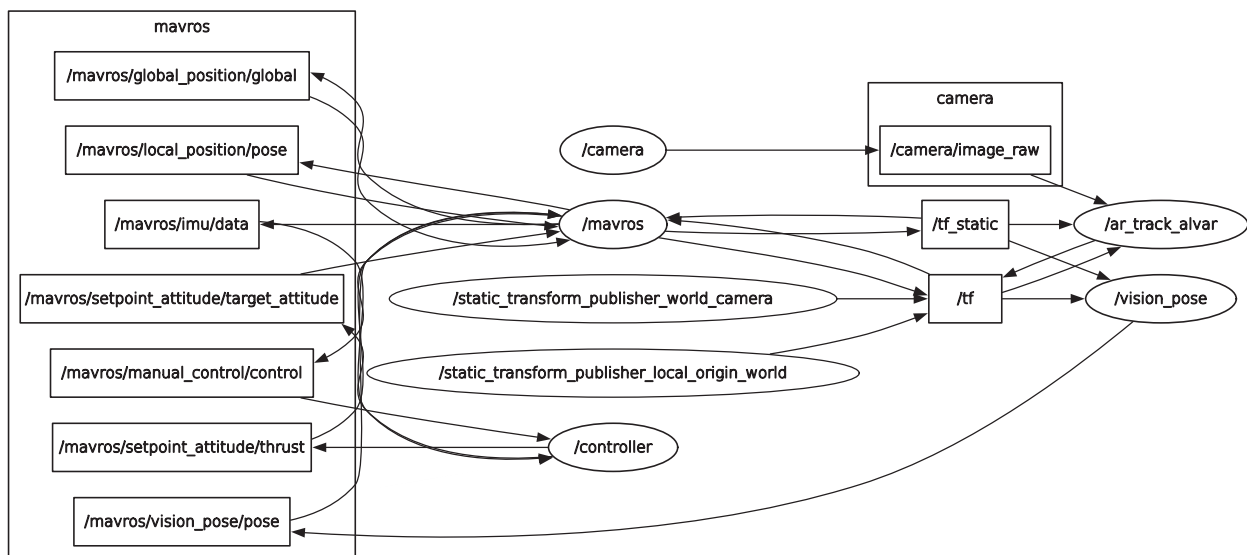 mavros
/mavros/global_position/global
/mavros/local_position/pose
/mavros/imu/data
/mavros/setpoint_attitude/target_attitude
/mavros/manual_control/control
/mavros/setpoint_attitude/thrust
/mavros/vision_pose/pose
/camera
/mavros
/static_transform_publisher_world_camera
/static_transform_publisher_local_origin_world
/controller
camera
/camera/image_raw
/tf_static
/tf
/ar_track_alvar
/vision_pose